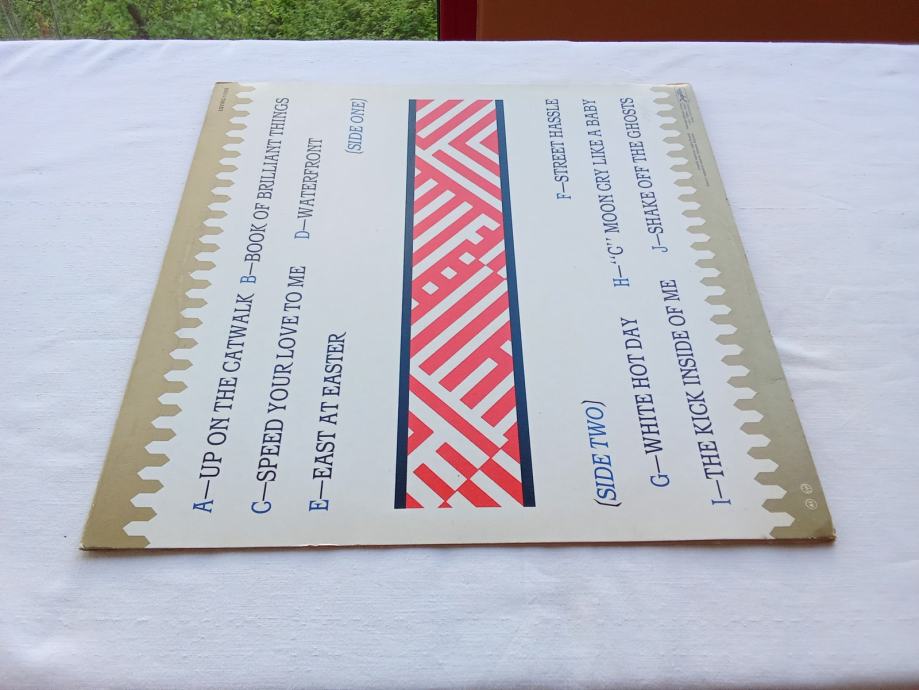 A—UP ON THE CATWALK B—BOOK OF BRILLIANT THINGS
C—SPEED YOUR LOVE TO ME D—WATERFRONT
E—EAST AT EASTER (SIDE ONE)
(SIDE TWO) F—STREET HASSLE
G—WHITE HOT DAY H—"C" MOON CRY LIKE A BABY
I—THE KICK INSIDE OF ME J—SHAKE OFF THE GHOSTS